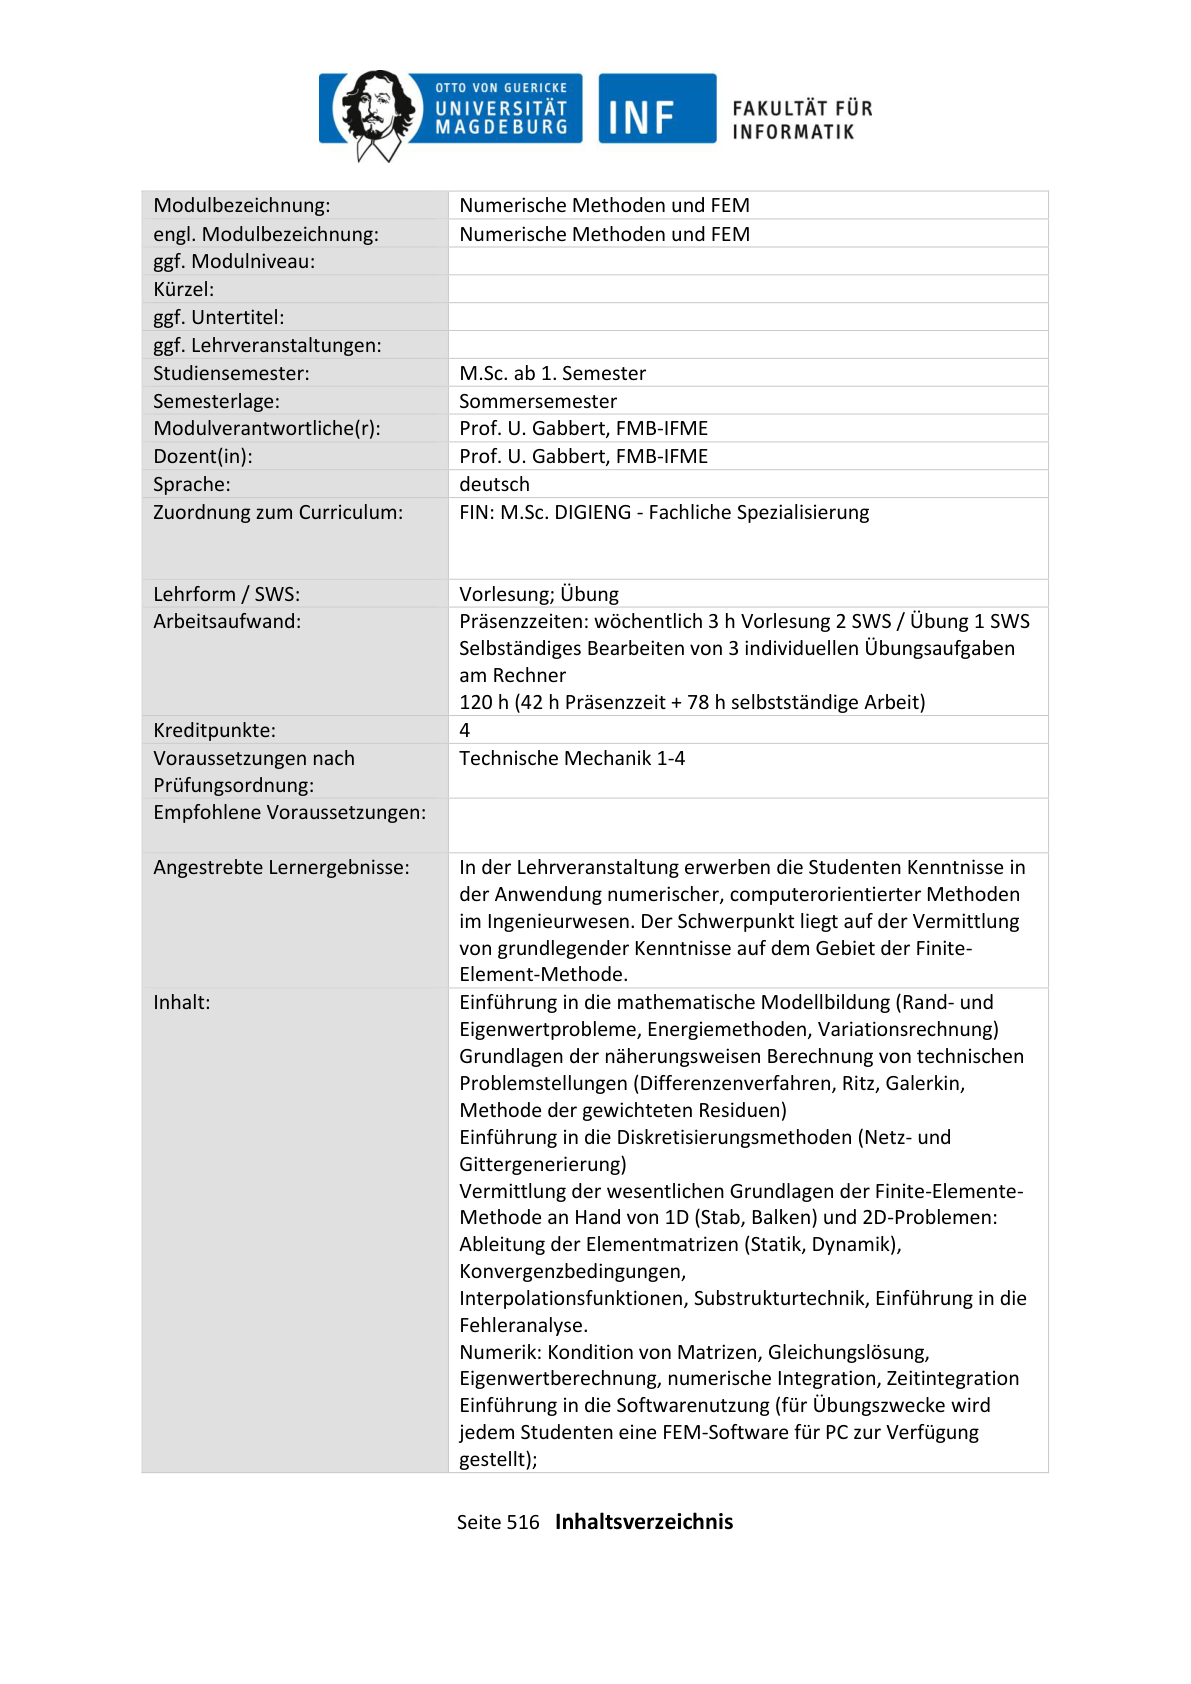 OTTO VON GUERICKE
UNIVERSITÄT
MAGDEBURG
INF
FAKULTÄT FÜR
INFORMATIK
Modulbezeichnung: Numerische Methoden und FEM
engl. Modulbezeichnung: Numerische Methoden und FEM
ggf. Modulniveau:
Kürzel:
ggf. Untertitel:
ggf. Lehrveranstaltungen:
Studiensemester: M.Sc. ab 1. Semester
Semesterlage: Sommersemester
Modulverantwortliche(r): Prof. U. Gabbert, FMB-IFME
Dozent(in): Prof. U. Gabbert, FMB-IFME
Sprache: deutsch
Zuordnung zum Curriculum: FIN: M.Sc. DIGIENG - Fachliche Spezialisierung
Lehrform / SWS: Vorlesung; Übung
Arbeitsaufwand: Präsenzzeiten: wöchentlich 3 h Vorlesung 2 SWS / Übung 1 SWS
Selbständiges Bearbeiten von 3 individuellen Übungsaufgaben
am Rechner
120 h (42 h Präsenzzeit + 78 h selbstständige Arbeit)
Kreditpunkte: 4
Voraussetzungen nach Technische Mechanik 1-4
Prüfungsordnung:
Empfohlene Voraussetzungen:
Angestrebte Lernergebnisse: In der Lehrveranstaltung erwerben die Studenten Kenntnisse in
der Anwendung numerischer, computerorientierter Methoden
im Ingenieurwesen. Der Schwerpunkt liegt auf der Vermittlung
von grundlegender Kenntnisse auf dem Gebiet der Finite-
Element-Methode.
Inhalt: Einführung in die mathematische Modellbildung (Rand- und
Eigenwertprobleme, Energiemethoden, Variationsrechnung)
Grundlagen der näherungsweisen Berechnung von technischen
Problemstellungen (Differenzenverfahren, Ritz, Galerkin,
Methode der gewichteten Residuen)
Einführung in die Diskretisierungsmethoden (Netz- und
Gittergenerierung)
Vermittlung der wesentlichen Grundlagen der Finite-Elemente-
Methode an Hand von 1D (Stab, Balken) und 2D-Problemen:
Ableitung der Elementmatrizen (Statik, Dynamik),
Konvergenzbedingungen,
Interpolationsfunktionen, Substrukturtechnik, Einführung in die
Fehleranalyse.
Numerik: Kondition von Matrizen, Gleichungslösung,
Eigenwertberechnung, numerische Integration, Zeitintegration
Einführung in die Softwarenutzung (für Übungszwecke wird
jedem Studenten eine FEM-Software für PC zur Verfügung
gestellt);
Seite 516 Inhaltsverzeichnis